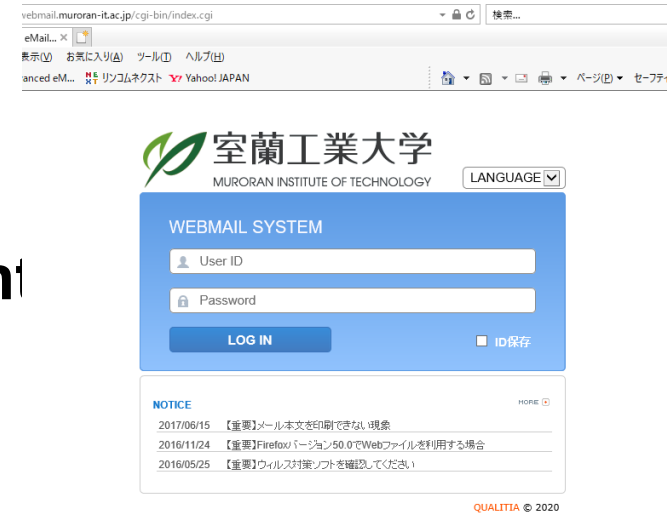 webmail.muroran-it.ac.jp/cgi-bin/index.cgi
検索...
eMail... ×
表示(V) お気に入り(A) ツール(T) ヘルプ(H)
anced eM... リンコムネクスト Yahoo! JAPAN ページ(P) セーフティ
室蘭工業大学
MURORAN INSTITUTE OF TECHNOLOGY
LANGUAGE
WEBMAIL SYSTEM
User ID
nt
Password
LOG IN
ID保存
NOTICE
MORE
2017/06/15 【重要】メール本文を印刷できない現象
2016/11/24 【重要】Firefoxバージョン50.0でWebファイルを利用する場合
2016/05/25 【重要】ウィルス対策ソフトを確認してください
QUALITIA © 2020